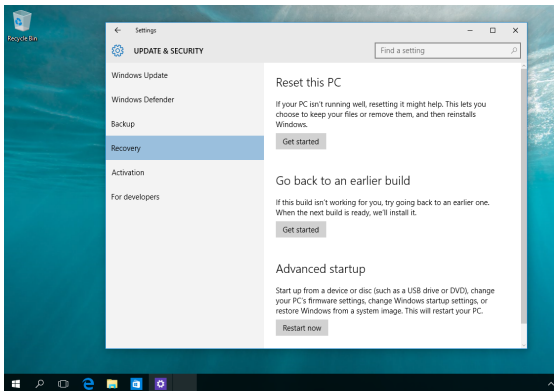 Recycle Bin
Settings
UPDATE & SECURITY
Find a setting
Windows Update
Windows Defender
Backup
Recovery
Activation
For developers
Reset this PC
If your PC isn't running well, resetting it might help. This lets you
choose to keep your files or remove them, and then reinstalls
Windows.
Get started
Go back to an earlier build
If this build isn't working for you, try going back to an earlier one.
When the next build is ready, we'll install it.
Get started
Advanced startup
Start up from a device or disc (such as a USB drive or DVD), change
your PC's firmware settings, change Windows startup settings, or
restore Windows from a system image. This will restart your PC.
Restart now